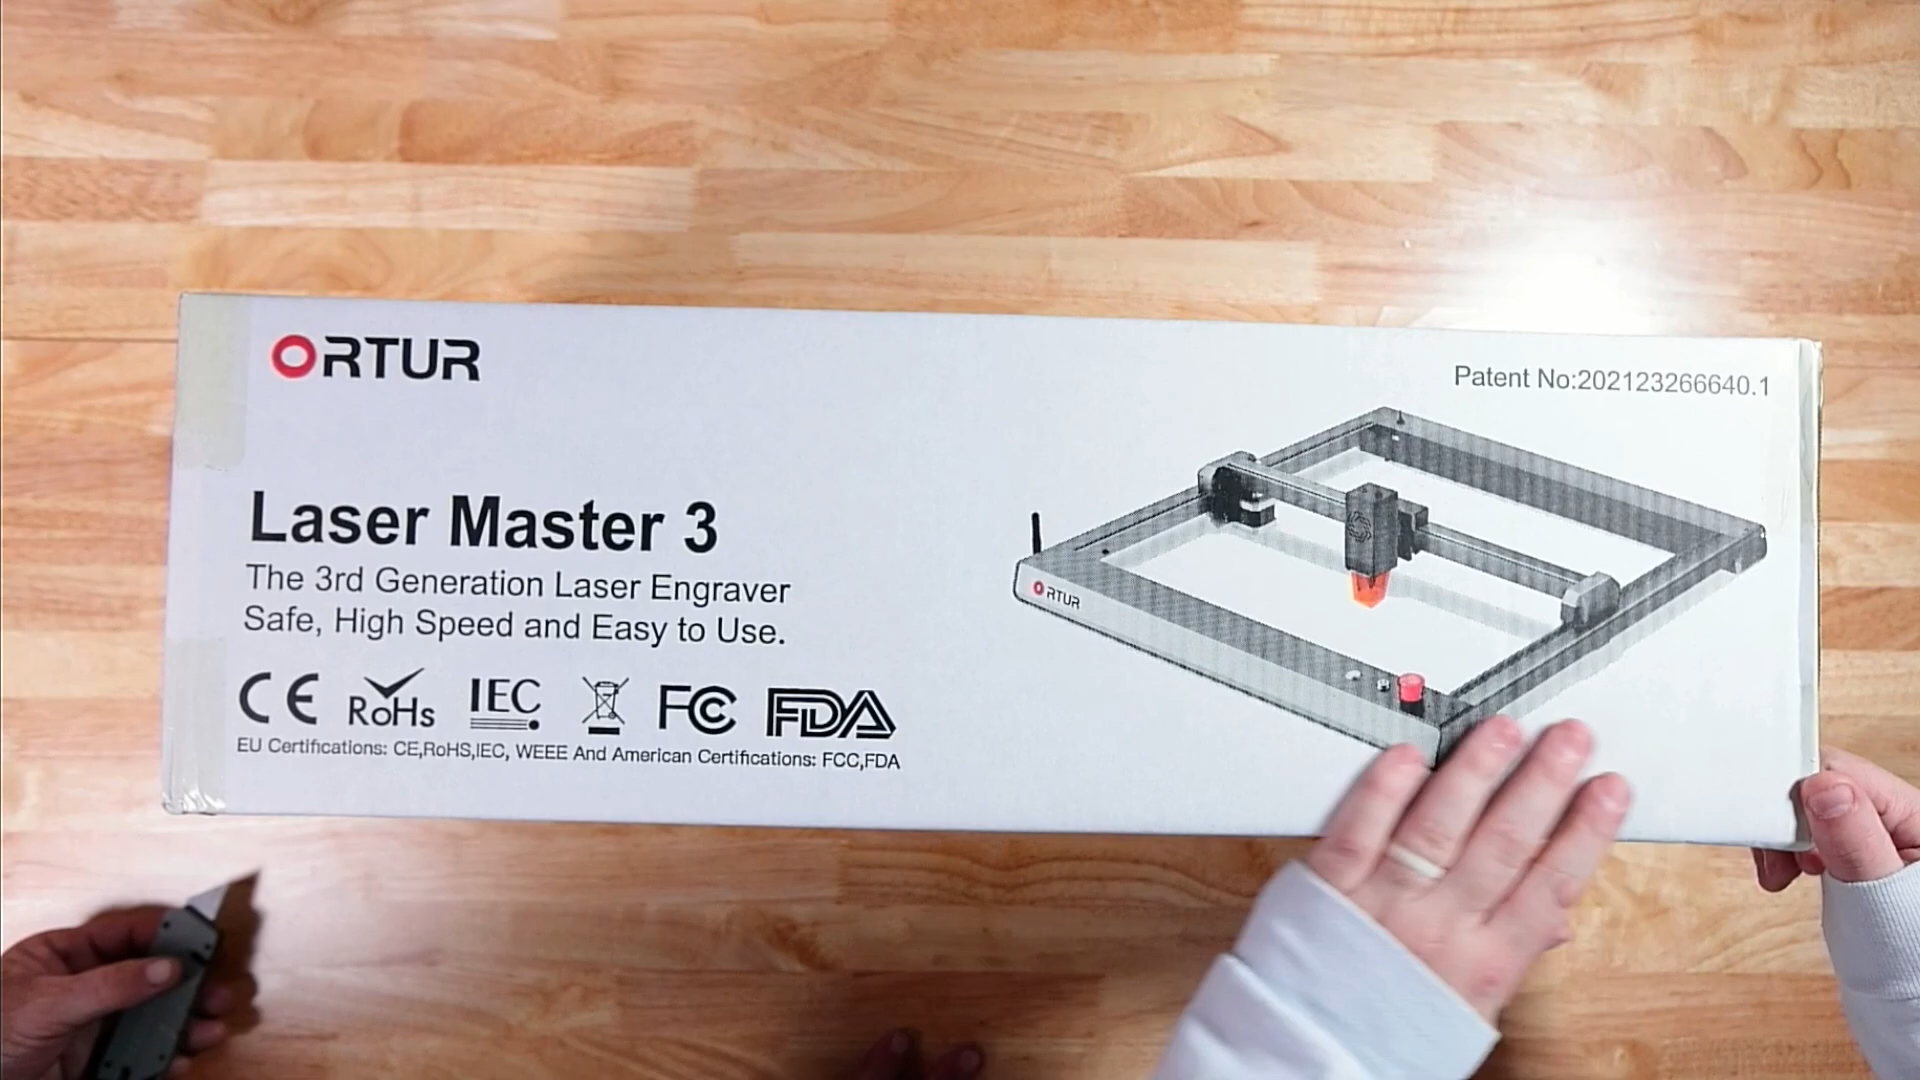 ORTUR
Patent No:202123266640.1
Laser Master 3
The 3rd Generation Laser Engraver
Safe, High Speed and Easy to Use.
ORTUR
CE RoHS IEC FC FDA
EU Certifications: CE,RoHS,IEC, WEEE And American Certifications: FCC,FDA